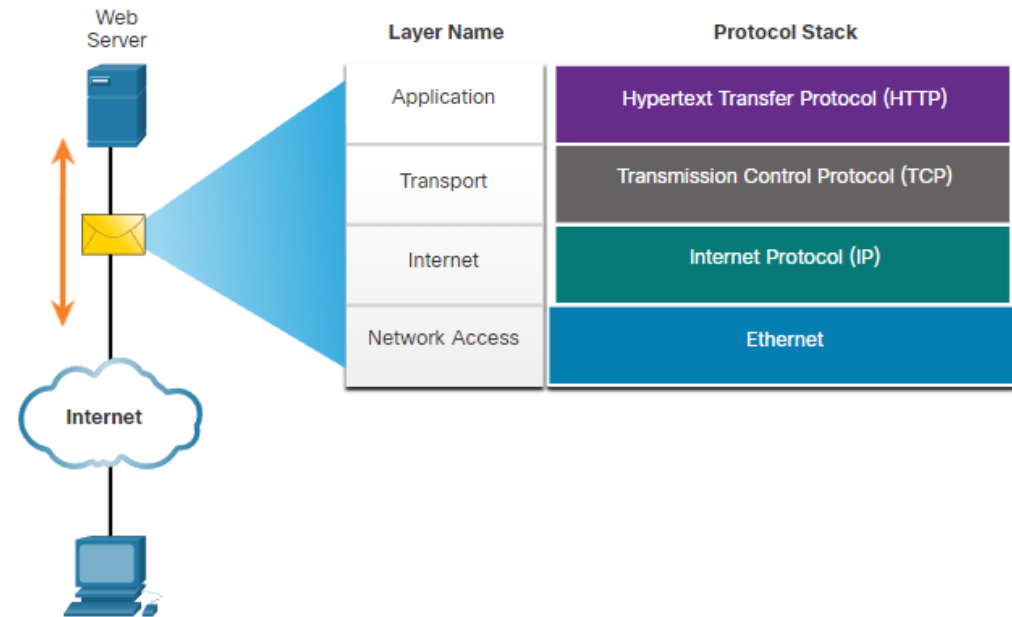 Web
Server
Layer Name
Protocol Stack
Application
Hypertext Transfer Protocol (HTTP)
Transport
Transmission Control Protocol (TCP)
Internet
Internet Protocol (IP)
Network Access
Ethernet
Internet